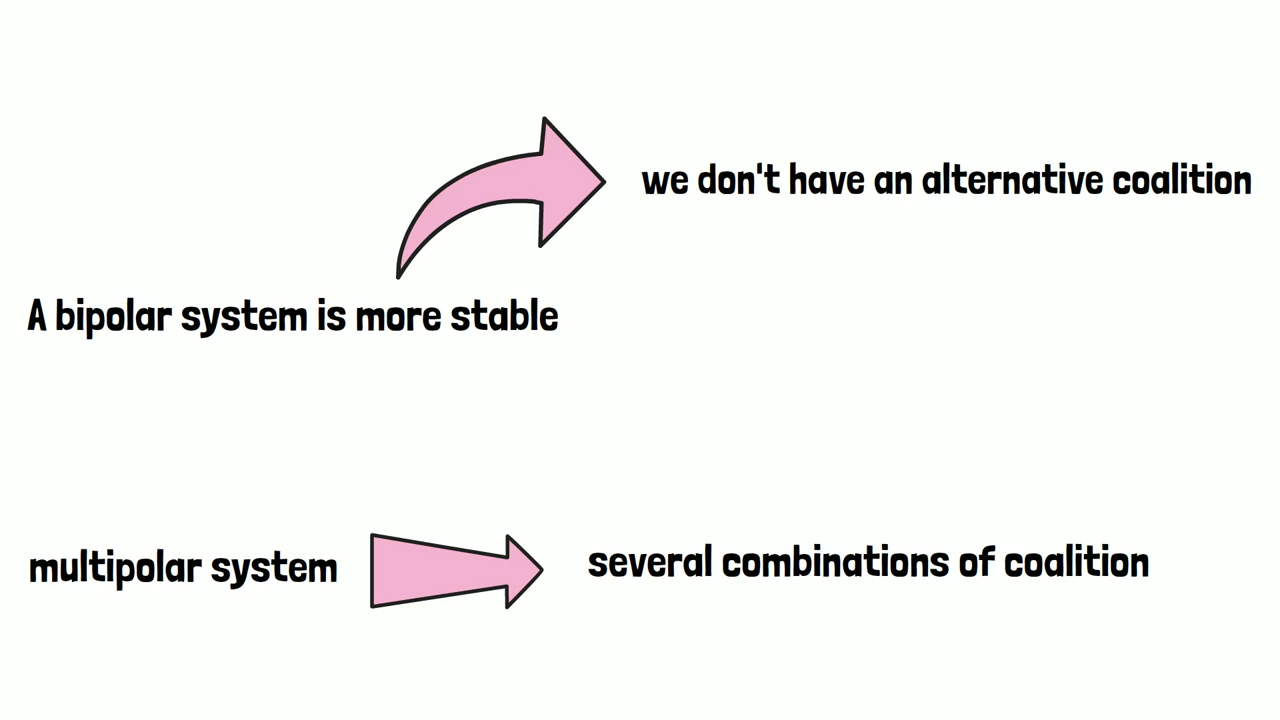 we don't have an alternative coalition
A bipolar system is more stable
multipolar system
several combinations of coalition